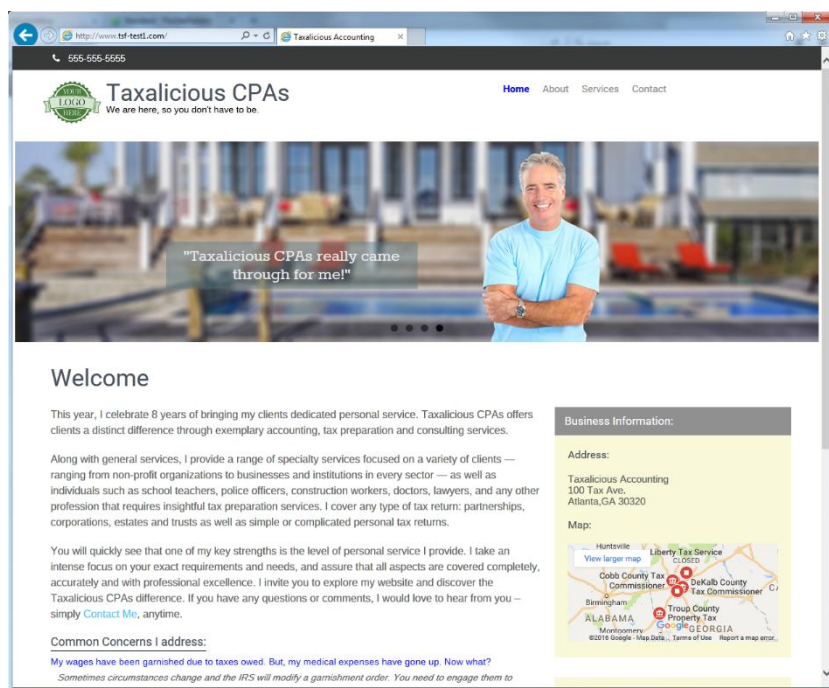 http://www.tsf-test1.com/
Taxalicious Accounting
555-555-5555
YOUR
LOGO
HERE
Taxalicious CPAs
We are here, so you don't have to be.
Home About Services Contact
"Taxalicious CPAs really came
through for me!"
Welcome
This year, I celebrate 8 years of bringing my clients dedicated personal service. Taxalicious CPAs offers
clients a distinct difference through exemplary accounting, tax preparation and consulting services.
Along with general services, I provide a range of specialty services focused on a variety of clients —
ranging from non-profit organizations to businesses and institutions in every sector — as well as
individuals such as school teachers, police officers, construction workers, doctors, lawyers, and any other
profession that requires insightful tax preparation services. I cover any type of tax return: partnerships,
corporations, estates and trusts as well as simple or complicated personal tax returns.
You will quickly see that one of my key strengths is the level of personal service I provide. I take an
intense focus on your exact requirements and needs, and assure that all aspects are covered completely,
accurately and with professional excellence. I invite you to explore my website and discover the
Taxalicious CPAs difference. If you have any questions or comments, I would love to hear from you –
simply Contact Me, anytime.
Common Concerns I address:
My wages have been garnished due to taxes owed. But, my medical expenses have gone up. Now what?
Sometimes circumstances change and the IRS will modify a garnishment order. You need to engage them to
Business Information:
Address:
Taxalicious Accounting
100 Tax Ave.
Atlanta,GA 30320
Map:
Huntsville
View larger map
Liberty Tax Service
CLOSED
Cobb County Tax
Commissioner
DeKalb County
Tax Commissioner
Birmingham
Troup County
Property Tax
ALABAMA
Montgomery
Google
GEORGIA
©2016 Google - Map Data Terms of Use Report a map error